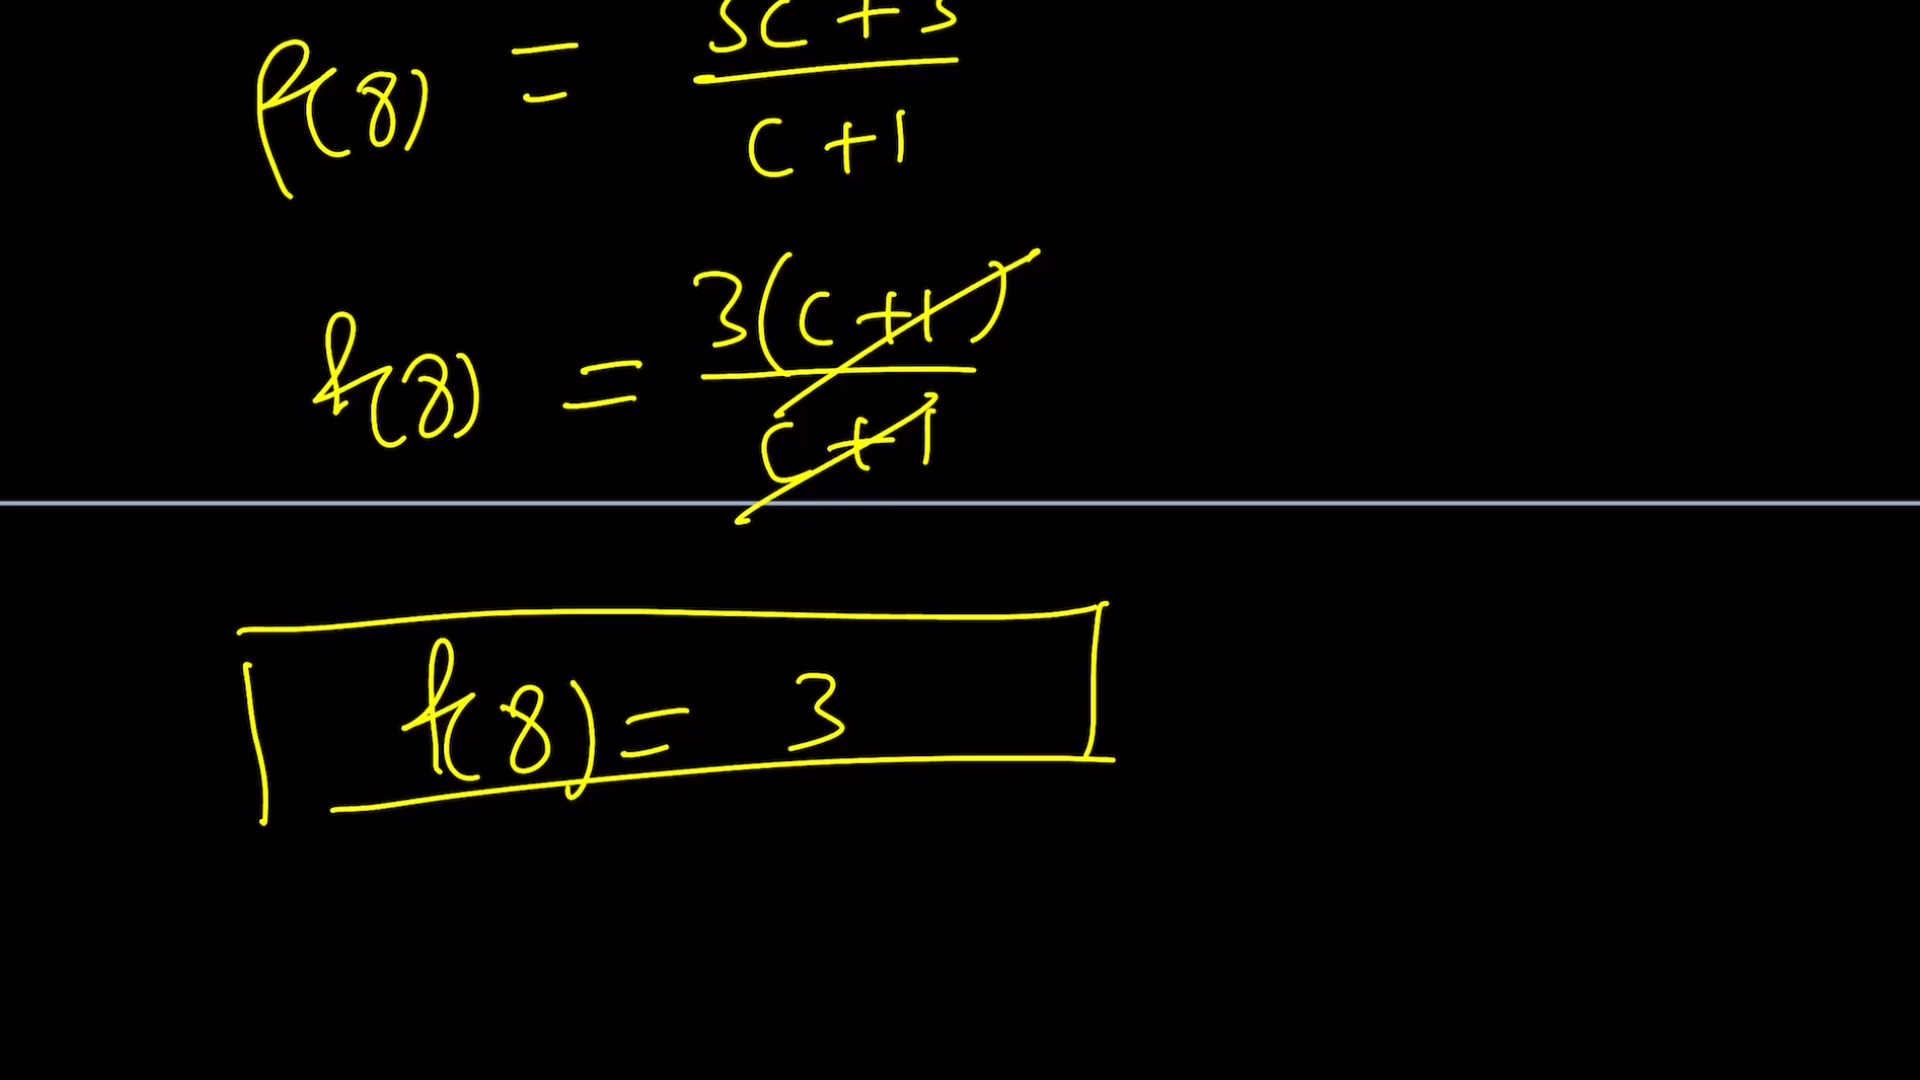 f(8) = 3c + 3 / c + 1
f(8) = 3(c + 1) / c + 1
f(8) = 3